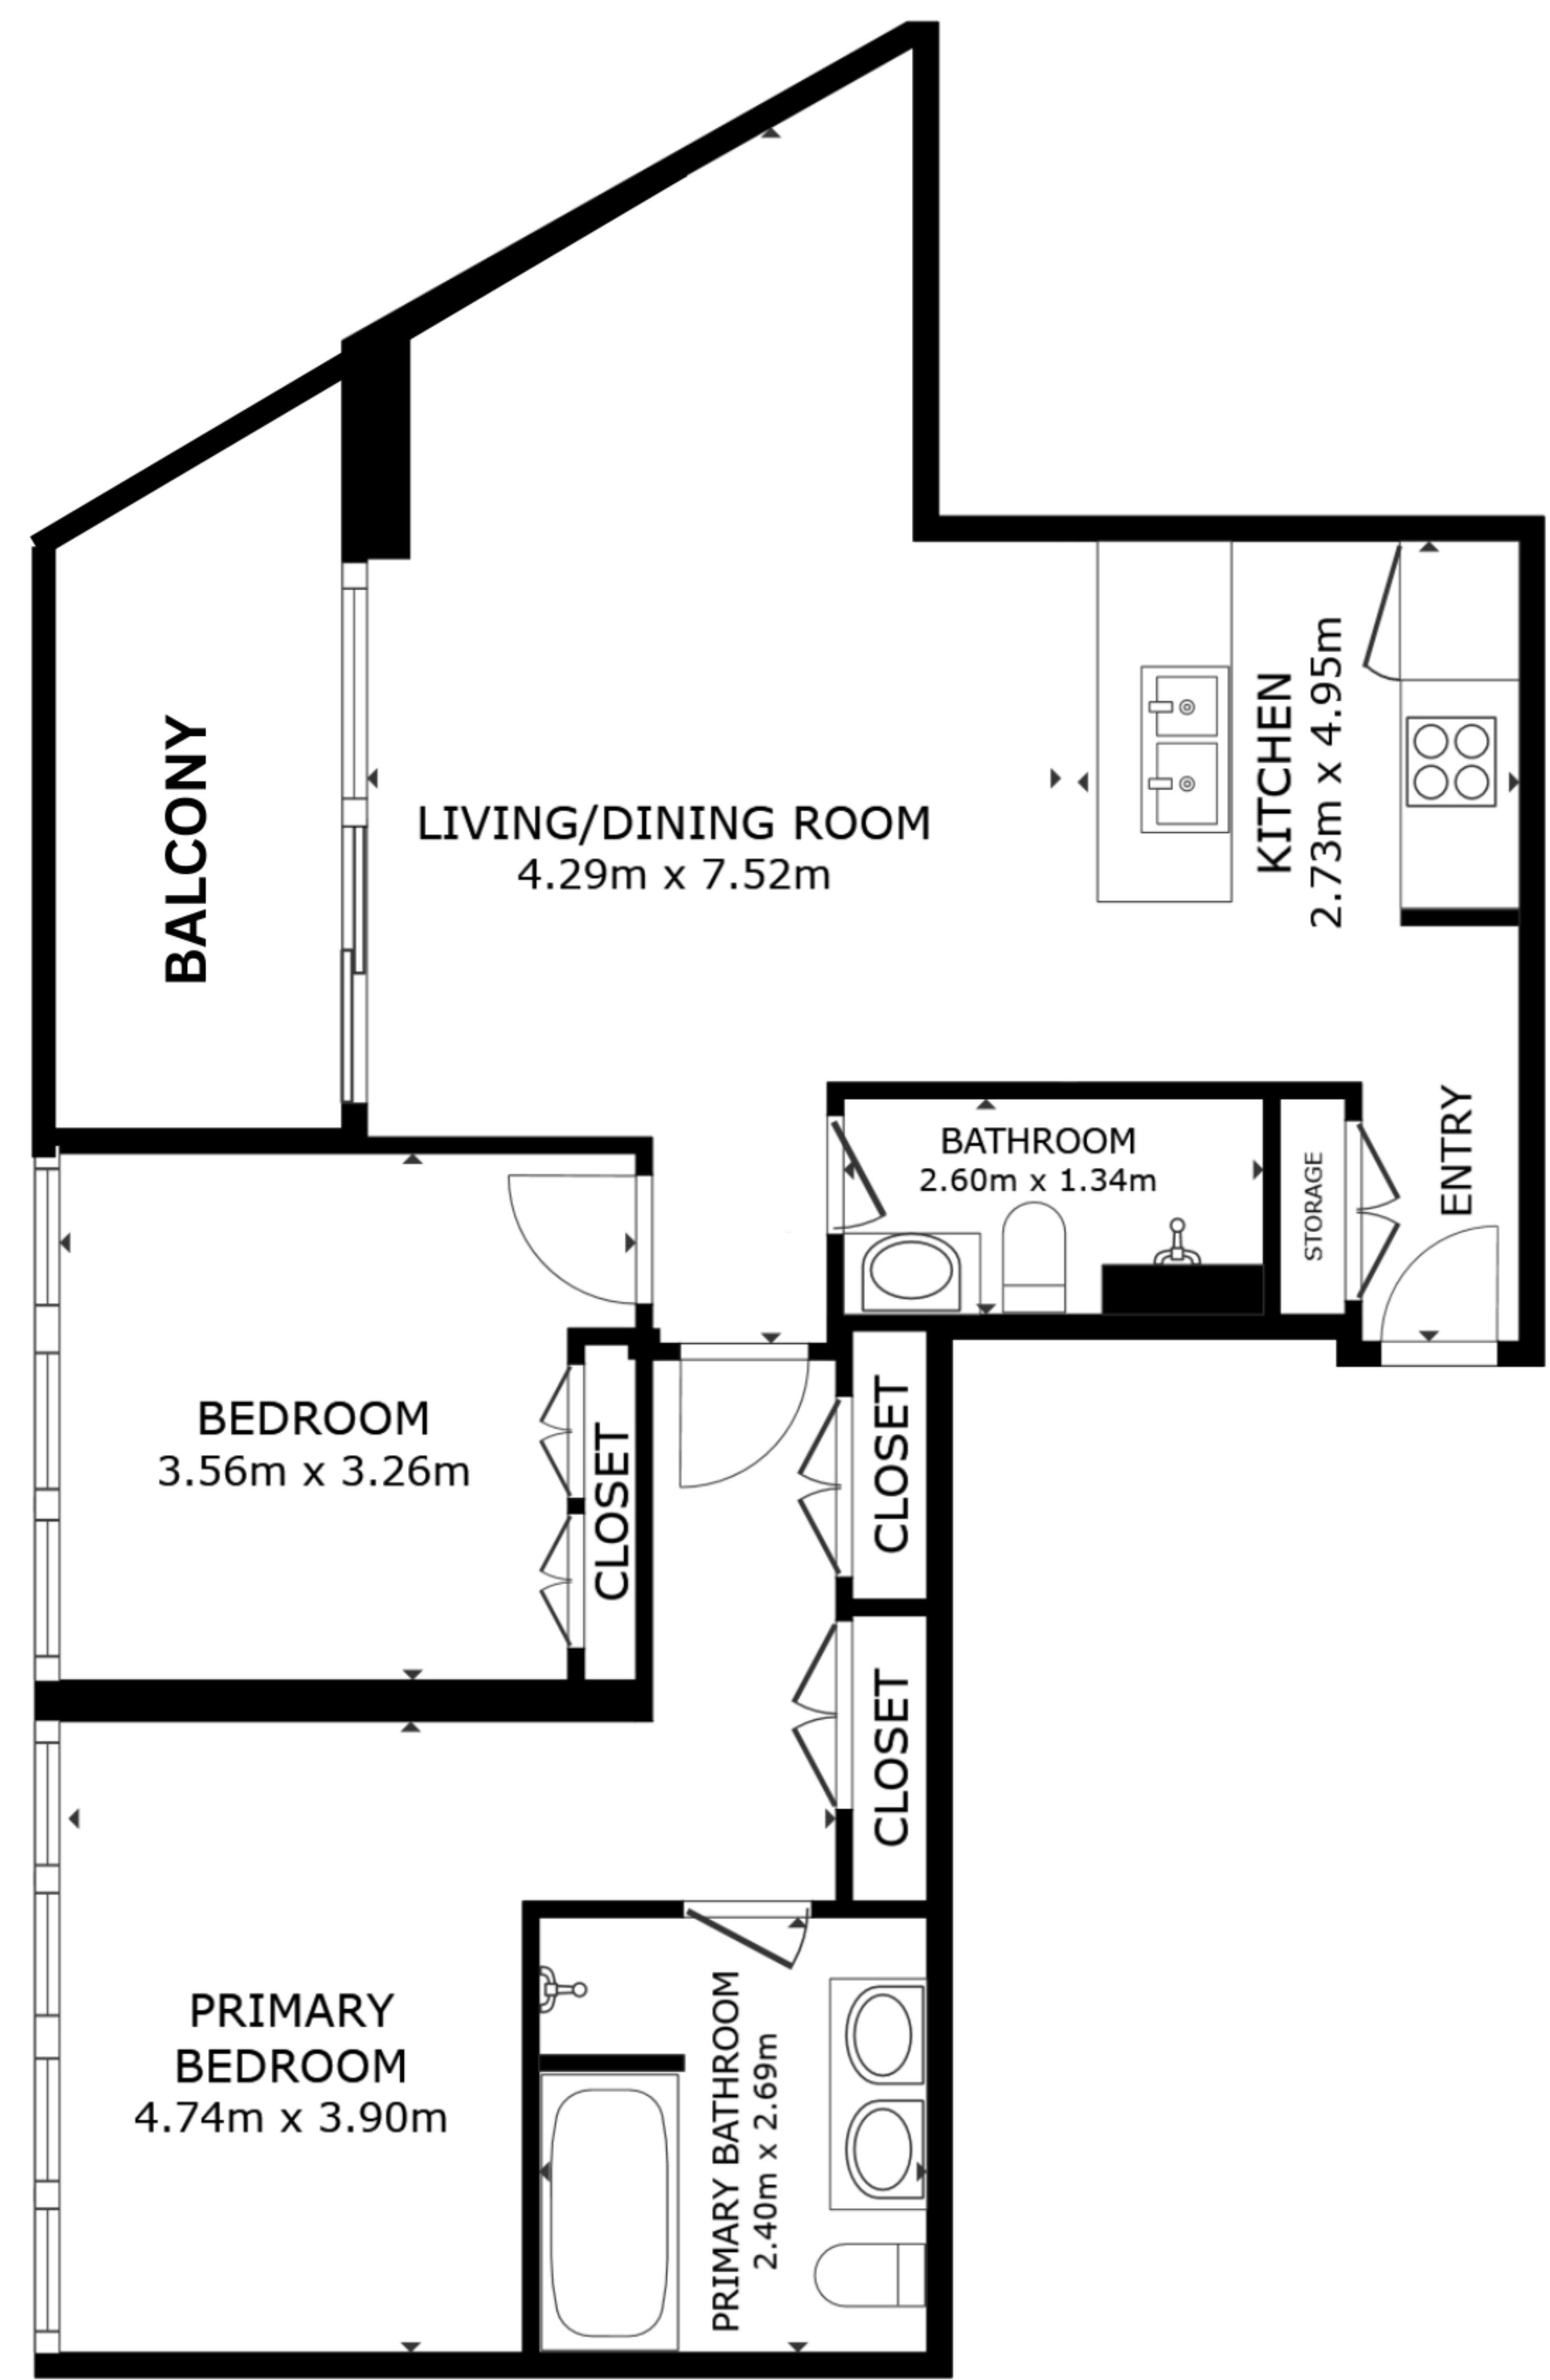 BALCONY
LIVING/DINING ROOM
4.29m x 7.52m
KITCHEN
2.73m x 4.95m
BATHROOM
2.60m x 1.34m
STORAGE
ENTRY
BEDROOM
3.56m x 3.26m
CLOSET
CLOSET
CLOSET
PRIMARY
BEDROOM
4.74m x 3.90m
PRIMARY BATHROOM
2.40m x 2.69m